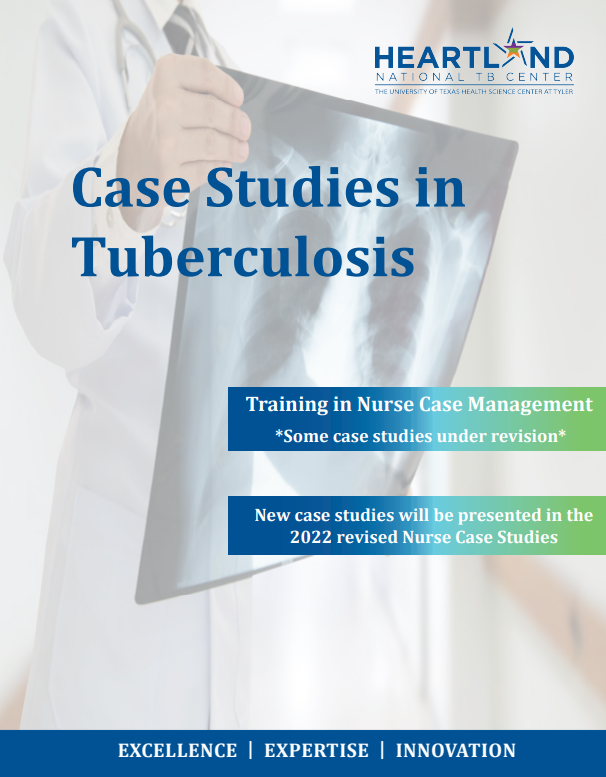 HEARTLAND
NATIONAL TB CENTER
THE UNIVERSITY OF TEXAS HEALTH SCIENCE CENTER AT TYLER
Case Studies in
Tuberculosis
Training in Nurse Case Management
*Some case studies under revision*
New case studies will be presented in the
2022 revised Nurse Case Studies
EXCELLENCE | EXPERTISE | INNOVATION